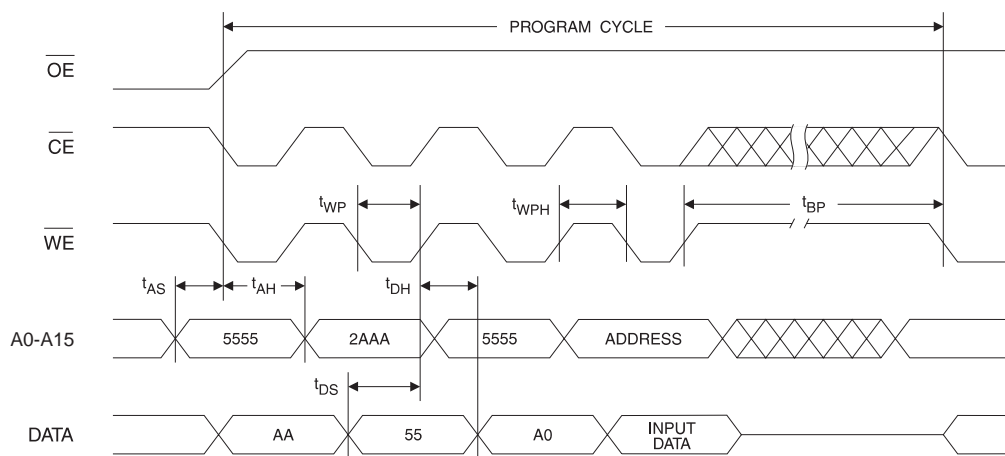 PROGRAM CYCLE
OE
CE
tWP
tWPH
tBP
WE
tAS
tAH
tDH
A0-A15
5555
2AAA
5555
ADDRESS
tDS
DATA
AA
55
A0
INPUT
DATA